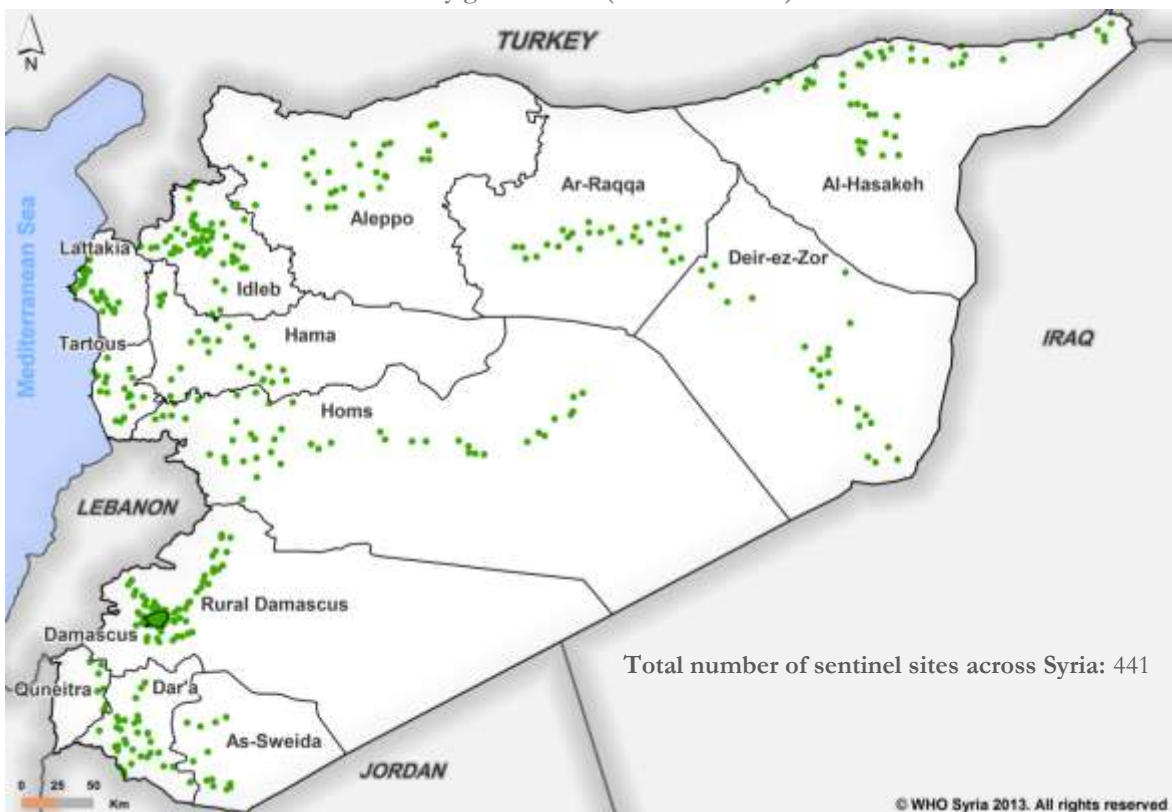 TURKEY
N
Al-Hasakeh
Ar-Raqqa
Aleppo
Mediterranean Sea
Lattakia
Deir-ez-Zor
Idleb
Tartous
Hama
IRAQ
Homs
LEBANON
Rural Damascus
Damascus
Total number of sentinel sites across Syria: 441
Quneitra
Dar'a
As-Sweida
JORDAN
0 25 50
Km
© WHO Syria 2013. All rights reserved